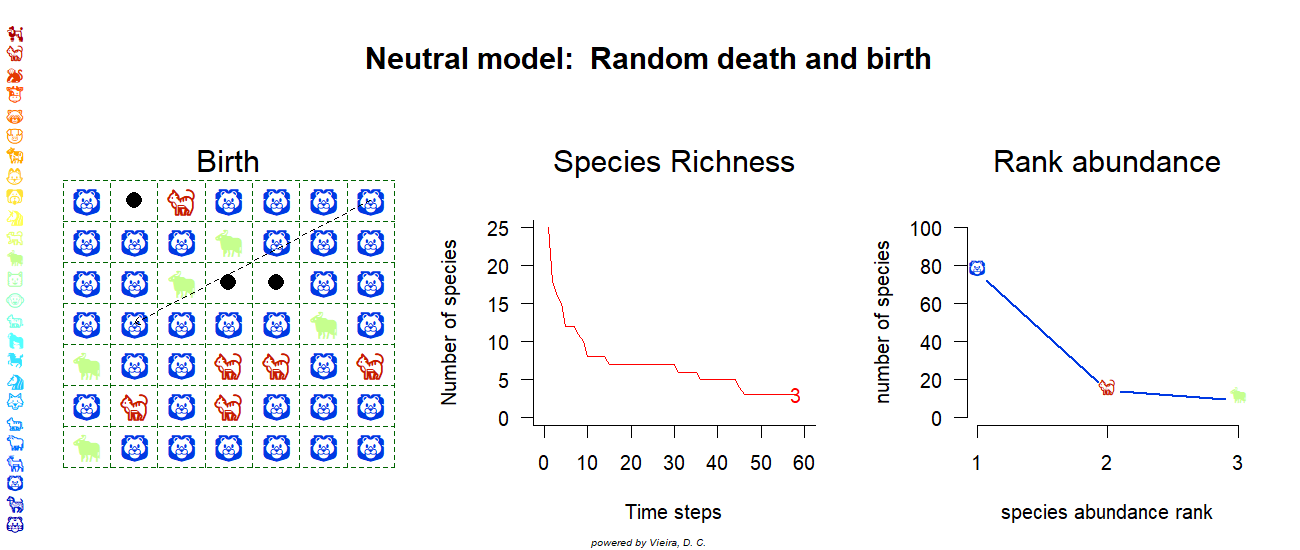 Neutral model:  Random death and birth
Birth
Species Richness
Number of species
25
20
15
10
5
0
3
0 10 20 30 40 50 60
Time steps
Rank abundance
number of species
100
80
60
40
20
0
1 2 3
species abundance rank
powered by Vieira, D. C.